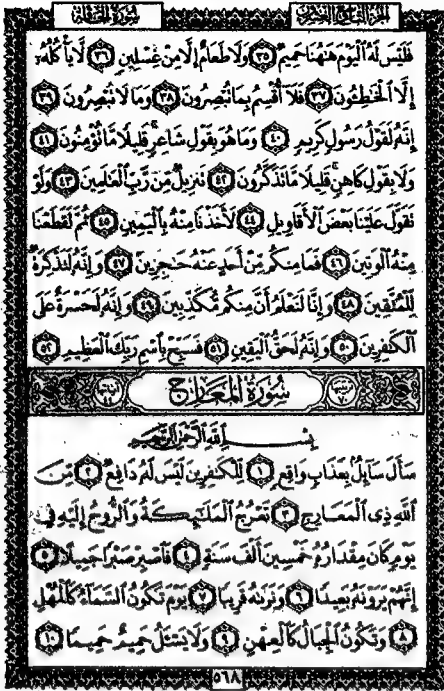 الجزء التاسع والعشرون
سورة الحاقة
فَلَيْسَ لَهُ الْيَوْمَ هَٰهُنَا حَمِيمٌ ٣٥ وَلَا طَعَامٌ إِلَّا مِنْ غِسْلِينٍ ٣٦ لَّا يَأْكُلُهُ
إِلَّا الْخَاطِئُونَ ٣٧ فَلَا أُقْسِمُ بِمَا تُبْصِرُونَ ٣٨ وَمَا لَا تُبْصِرُونَ ٣٩
إِنَّهُ لَقَوْلُ رَسُولٍ كَرِيمٍ ٤٠ وَمَا هُوَ بِقَوْلِ شَاعِرٍ قَلِيلًا مَّا تُؤْمِنُونَ ٤١
وَلَا بِقَوْلِ كَاهِنٍ قَلِيلًا مَّا تَذَكَّرُونَ ٤٢ تَنزِيلٌ مِّن رَّبِّ الْعَالَمِينَ ٤٣ وَلَوْ
تَقَوَّلَ عَلَيْنَا بَعْضَ الْأَقَاوِيلِ ٤٤ لَأَخَذْنَا مِنْهُ بِالْيَمِينِ ٤٥ ثُمَّ لَقَطَعْنَا
مِنْهُ الْوَتِينَ ٤٦ فَمَا مِنكُم مِّنْ أَحَدٍ عَنْهُ حَاجِزِينَ ٤٧ وَإِنَّهُ لَتَذْكِرَةٌ
لِّلْمُتَّقِينَ ٤٨ وَإِنَّا لَنَعْلَمُ أَنَّ مِنكُم مُّكَذِّبِينَ ٤٩ وَإِنَّهُ لَحَسْرَةٌ عَلَى
الْكَافِرِينَ ٥٠ وَإِنَّهُ لَحَقُّ الْيَقِينِ ٥١ فَسَبِّحْ بِاسْمِ رَبِّكَ الْعَظِيمِ ٥٢
سُورَةُ الْمَعَارِجِ
بِسْمِ اللَّهِ الرَّحْمَٰنِ الرَّحِيمِ
سَأَلَ سَائِلٌ بِعَذَابٍ وَاقِعٍ ١ لِّلْكَافِرِينَ لَيْسَ لَهُ دَافِعٌ ٢ مِّنَ
اللَّهِ ذِي الْمَعَارِجِ ٣ تَعْرُجُ الْمَلَائِكَةُ وَالرُّوحُ إِلَيْهِ فِي
يَوْمٍ كَانَ مِقْدَارُهُ خَمْسِينَ أَلْفَ سَنَةٍ ٤ فَاصْبِرْ صَبْرًا جَمِيلًا ٥
إِنَّهُمْ يَرَوْنَهُ بَعِيدًا ٦ وَنَرَاهُ قَرِيبًا ٧ يَوْمَ تَكُونُ السَّمَاءُ كَالْمُهْلِ
٨ وَتَكُونُ الْجِبَالُ كَالْعِهْنِ ٩ وَلَا يَسْأَلُ حَمِيمٌ حَمِيمًا ١٠
٥٦٨